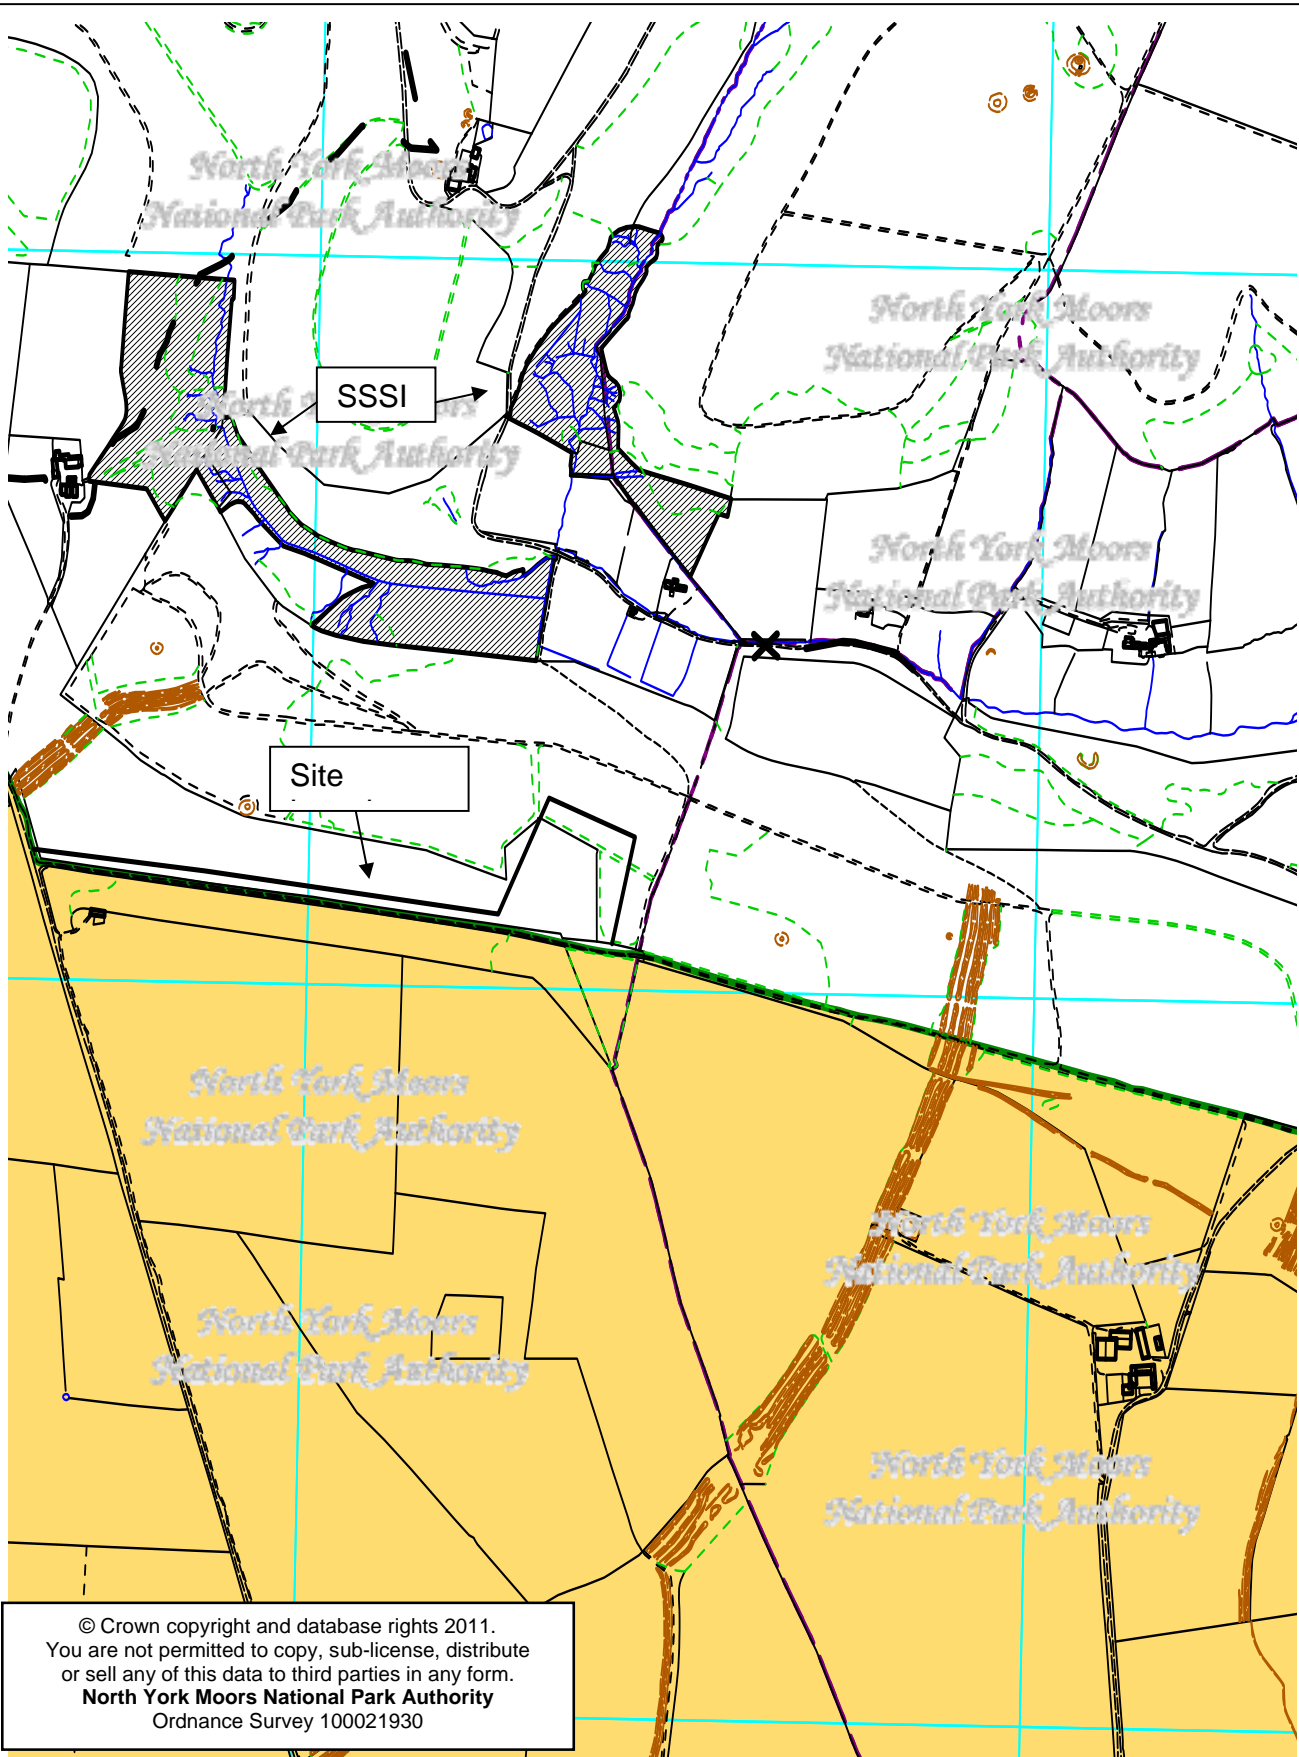 North York Moors
National Park Authority
North York Moors
National Park Authority
SSSI
North York Moors
National Park Authority
North York Moors
National Park Authority
Site
North York Moors
National Park Authority
North York Moors
National Park Authority
North York Moors
National Park Authority
North York Moors
National Park Authority
© Crown copyright and database rights 2011.
You are not permitted to copy, sub-license, distribute
or sell any of this data to third parties in any form.
North York Moors National Park Authority
Ordnance Survey 100021930